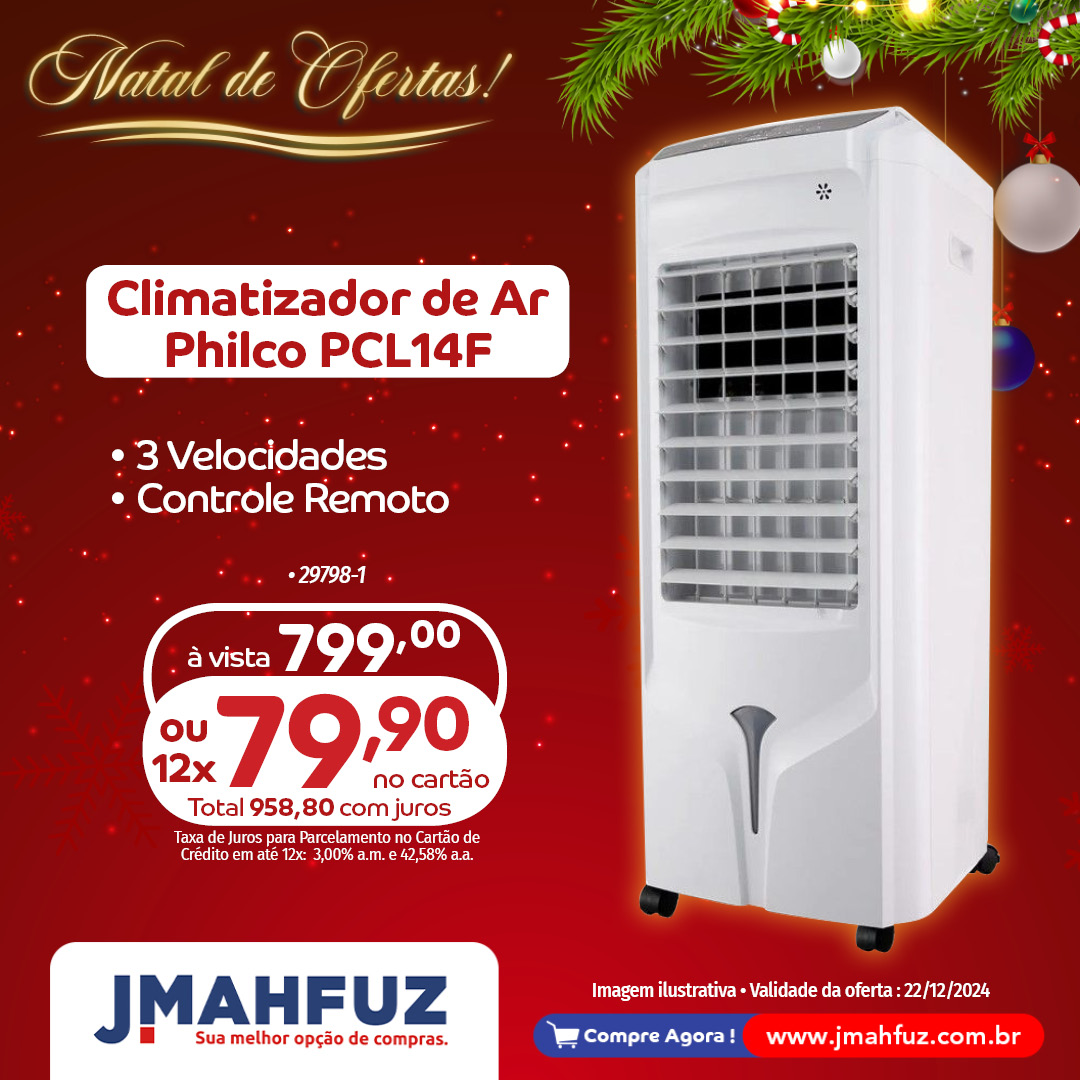 Natal de Ofertas!
Climatizador de Ar
Philco PCL14F
• 3 Velocidades
• Controle Remoto
• 29798-1
à vista 799,00
ou
12x
79,90
no cartão
Total 958,80 com juros
Taxa de Juros para Parcelamento no Cartão de
Crédito em até 12x: 3,00% a.m. e 42,58% a.a.
JMAHFUZ
Sua melhor opção de compras.
Imagem ilustrativa • Validade da oferta : 22/12/2024
Compre Agora !
www.jmahfuz.com.br